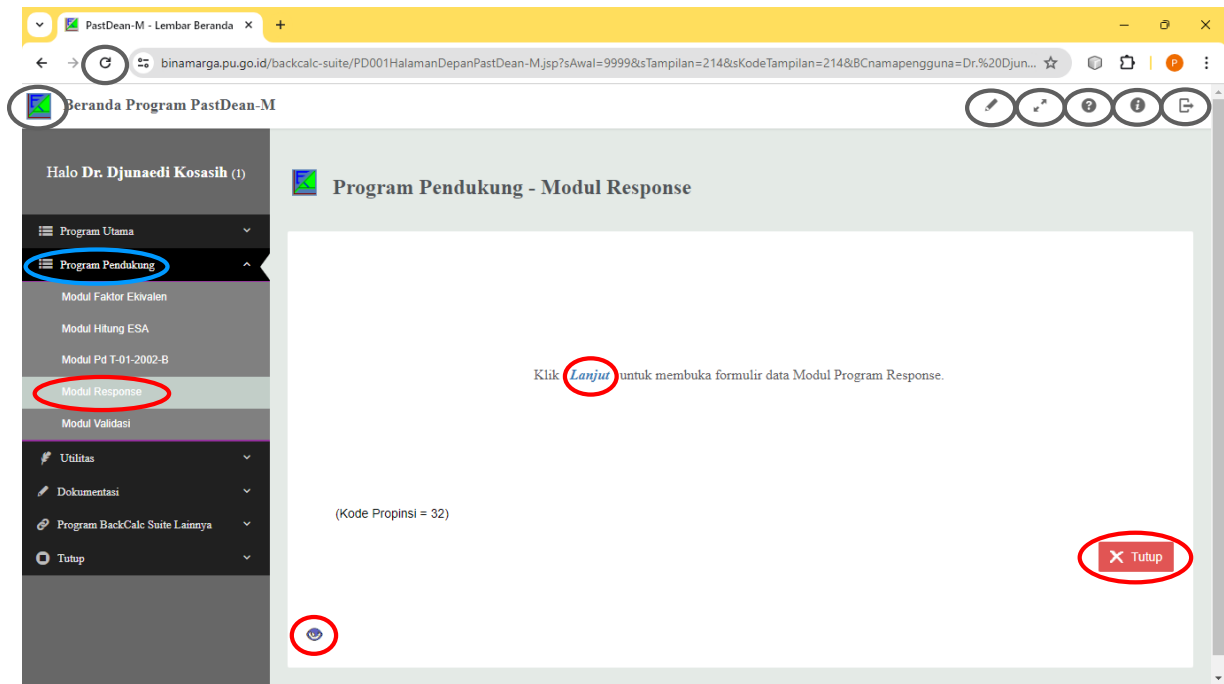 PastDean-M - Lembar Beranda
binamarga.pu.go.id/backcalc-suite/PD001HalamanDepanPastDean-M.jsp?sAwal=9999&sTampilan=214&sKodeTampilan=214&BCnamapengguna=Dr.%20Djun...
P
Beranda Program PastDean-M
Halo Dr. Djunaedi Kosasih (1)
Program Pendukung - Modul Response
Program Utama
Program Pendukung
Modul Faktor Ekivalen
Modul Hitung ESA
Modul Pd T-01-2002-B
Modul Response
Modul Validasi
Utilitas
Dokumentasi
Program BackCalc Suite Lainnya
Tutup
Klik Lanjut untuk membuka formulir data Modul Program Response.
(Kode Propinsi = 32)
Tutup